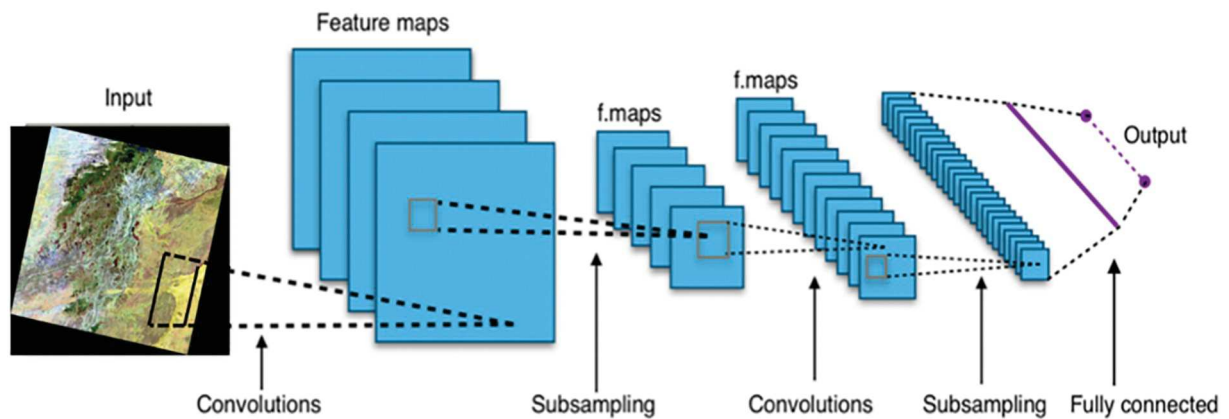 Feature maps
Input
f.maps
f.maps
Output
Convolutions
Subsampling
Convolutions
Subsampling
Fully connected